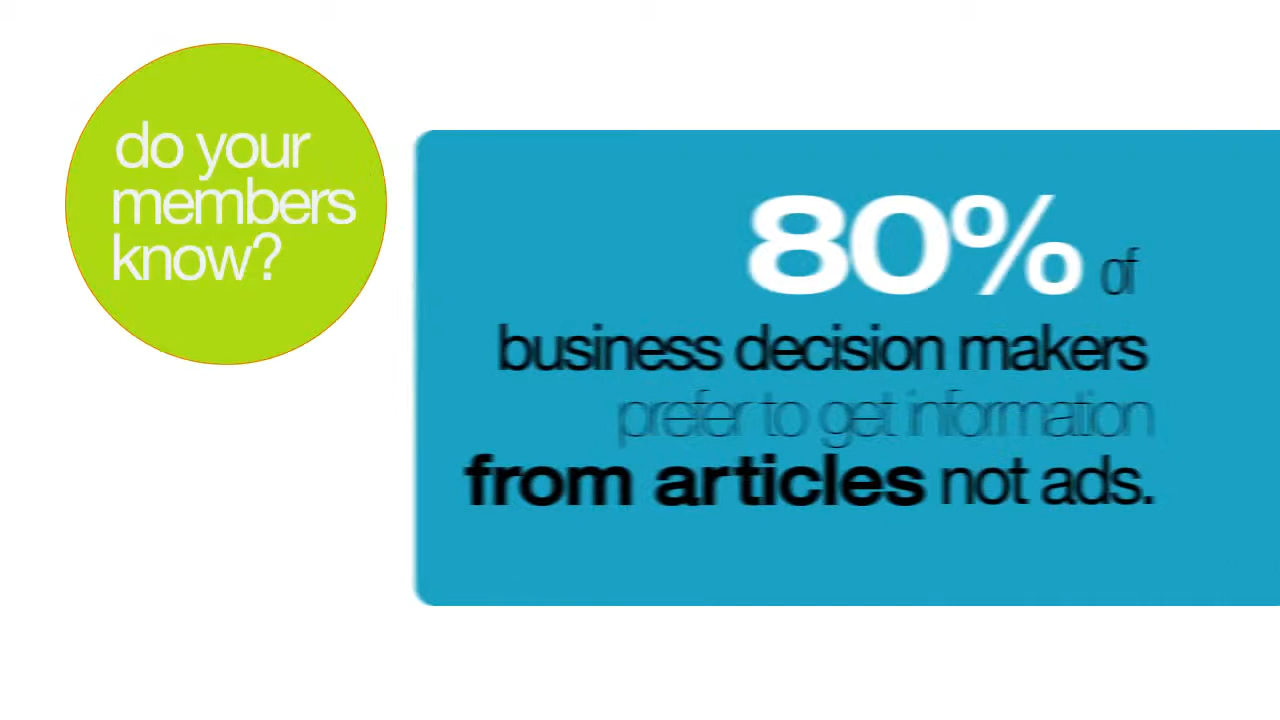 do your
members
know?
80% of
business decision makers
prefer to get information
from articles not ads.